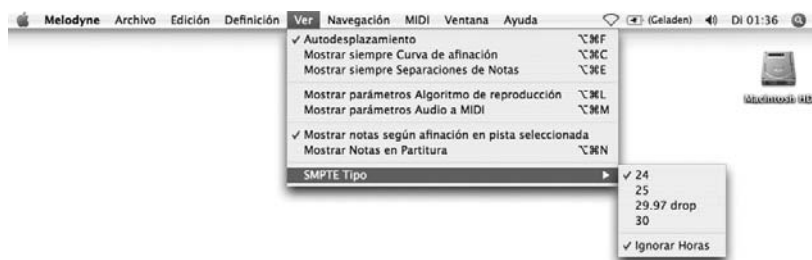 Melodyne Archivo Edición Definición Ver Navegación MIDI Ventana Ayuda (Geladen) Di 01:36
✓ Autodesplazamiento ⌥⌘F
Mostrar siempre Curva de afinación ⌥⌘C
Mostrar siempre Separaciones de Notas ⌥⌘E
Mostrar parámetros Algoritmo de reproducción ⌥⌘L
Mostrar parámetros Audio a MIDI ⌥⌘M
✓ Mostrar notas según afinación en pista seleccionada
Mostrar Notas en Partitura ⌥⌘N
SMPTE Tipo ▶
✓ 24
25
29.97 drop
30
✓ Ignorar Horas
Macintosh HD